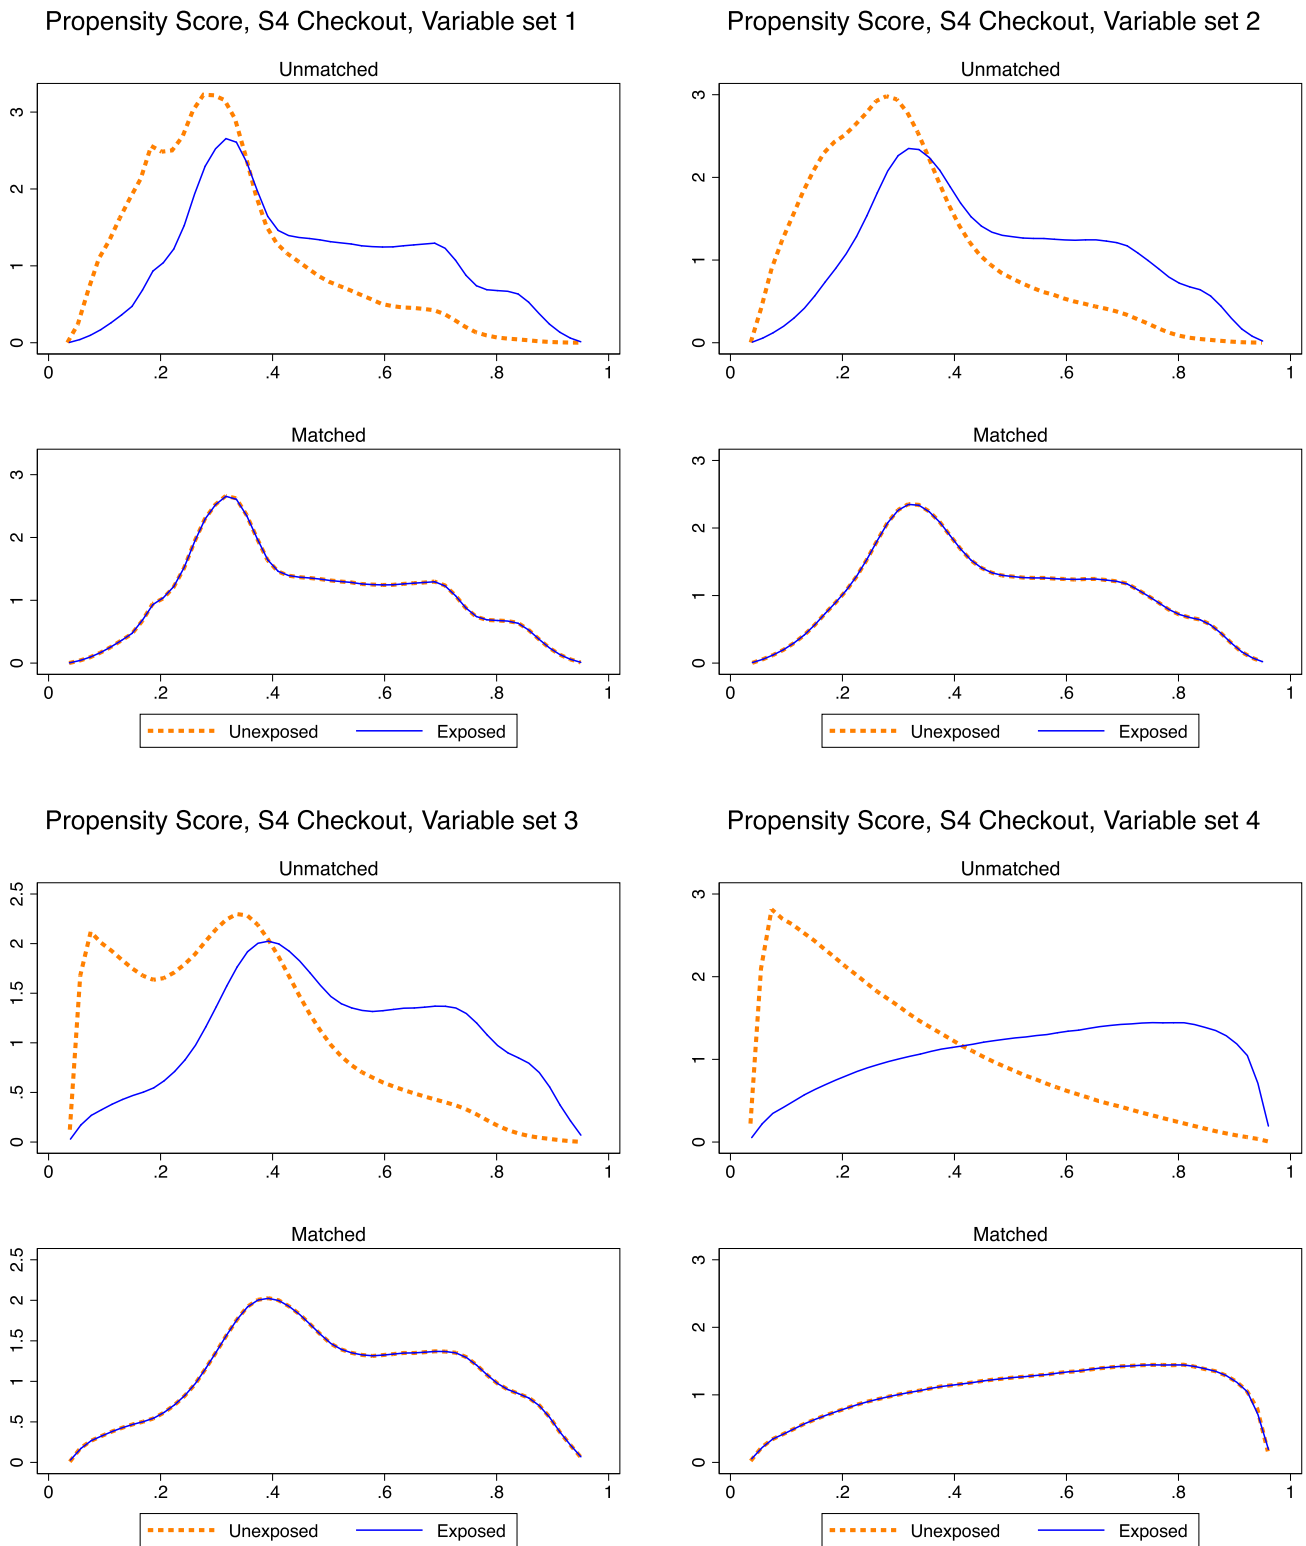 Propensity Score, S4 Checkout, Variable set 1
Unmatched
3
2
1
0
0 .2 .4 .6 .8 1
Matched
3
2
1
0
0 .2 .4 .6 .8 1
Unexposed Exposed
Propensity Score, S4 Checkout, Variable set 2
Unmatched
3
2
1
0
0 .2 .4 .6 .8 1
Matched
3
2
1
0
0 .2 .4 .6 .8 1
Unexposed Exposed
Propensity Score, S4 Checkout, Variable set 3
Unmatched
2.5
2
1.5
1
.5
0
0 .2 .4 .6 .8 1
Matched
2.5
2
1.5
1
.5
0
0 .2 .4 .6 .8 1
Unexposed Exposed
Propensity Score, S4 Checkout, Variable set 4
Unmatched
3
2
1
0
0 .2 .4 .6 .8 1
Matched
3
2
1
0
0 .2 .4 .6 .8 1
Unexposed Exposed